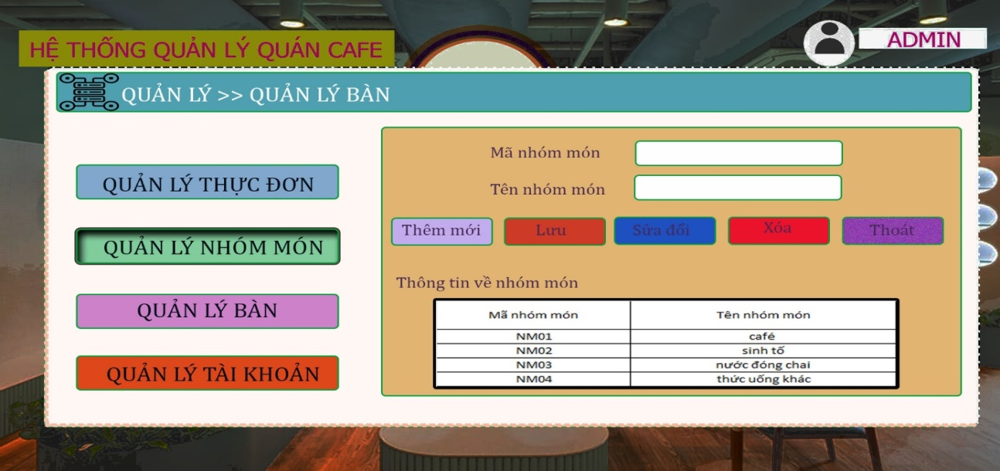 HỆ THỐNG QUẢN LÝ QUÁN CAFE
ADMIN
QUẢN LÝ >> QUẢN LÝ BÀN
QUẢN LÝ THỰC ĐƠN
QUẢN LÝ NHÓM MÓN
QUẢN LÝ BÀN
QUẢN LÝ TÀI KHOẢN
Mã nhóm món
Tên nhóm món
Thêm mới Lưu Sửa đổi Xóa Thoát
Thông tin về nhóm món
Mã nhóm món Tên nhóm món
NM01 café
NM02 sinh tố
NM03 nước đóng chai
NM04 thức uống khác